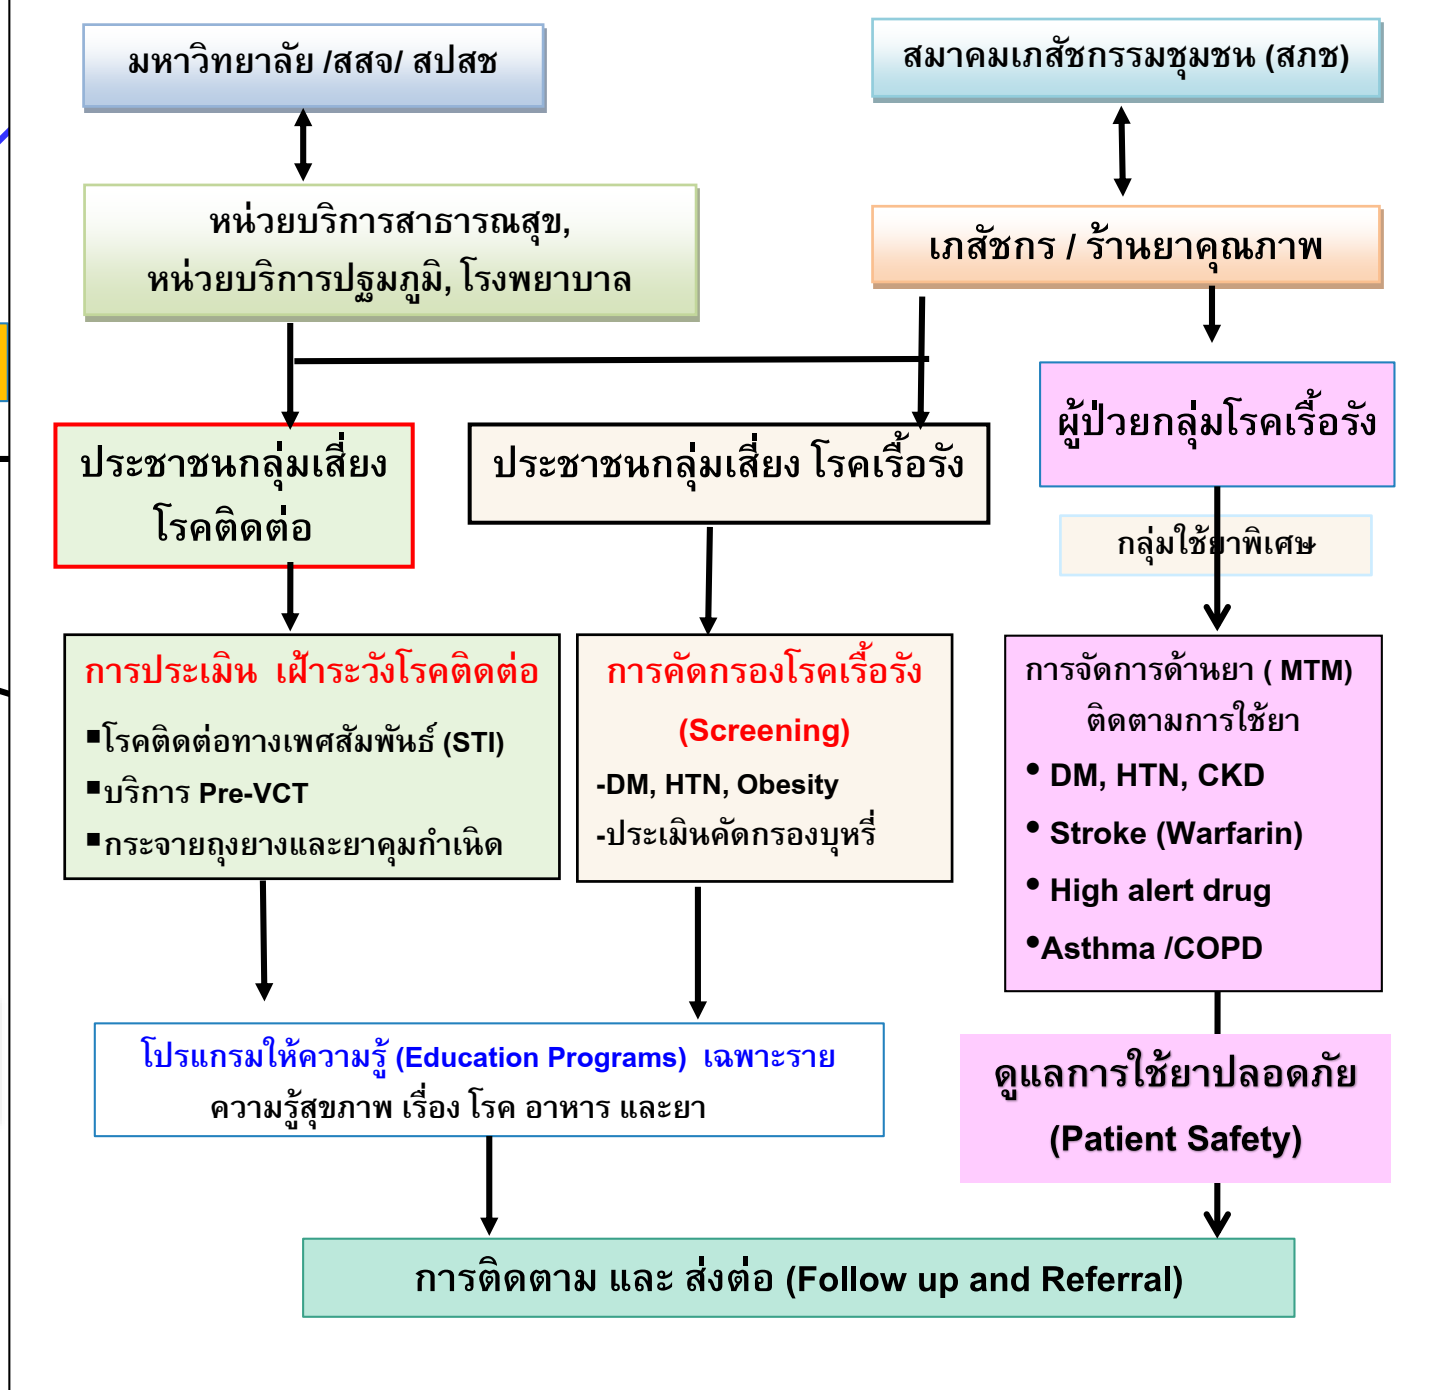 มหาวิทยาลัย /สสจ/ สปสช
สมาคมเภสัชกรรมชุมชน (สภช)
หน่วยบริการสาธารณสุข,
หน่วยบริการปฐมภูมิ, โรงพยาบาล
เภสัชกร / ร้านยาคุณภาพ
ประชาชนกลุ่มเสี่ยง
โรคติดต่อ
ประชาชนกลุ่มเสี่ยง โรคเรื้อรัง
ผู้ป่วยกลุ่มโรคเรื้อรัง
กลุ่มใช้ยาพิเศษ
การประเมิน เฝ้าระวังโรคติดต่อ
▪โรคติดต่อทางเพศสัมพันธ์ (STI)
▪บริการ Pre-VCT
▪กระจายถุงยางและยาคุมกำเนิด
การคัดกรองโรคเรื้อรัง
(Screening)
-DM, HTN, Obesity
-ประเมินคัดกรองบุหรี่
การจัดการด้านยา ( MTM)
ติดตามการใช้ยา
• DM, HTN, CKD
• Stroke (Warfarin)
• High alert drug
•Asthma /COPD
โปรแกรมให้ความรู้ (Education Programs) เฉพาะราย
ความรู้สุขภาพ เรื่อง โรค อาหาร และยา
ดูแลการใช้ยาปลอดภัย
(Patient Safety)
การติดตาม และ ส่งต่อ (Follow up and Referral)